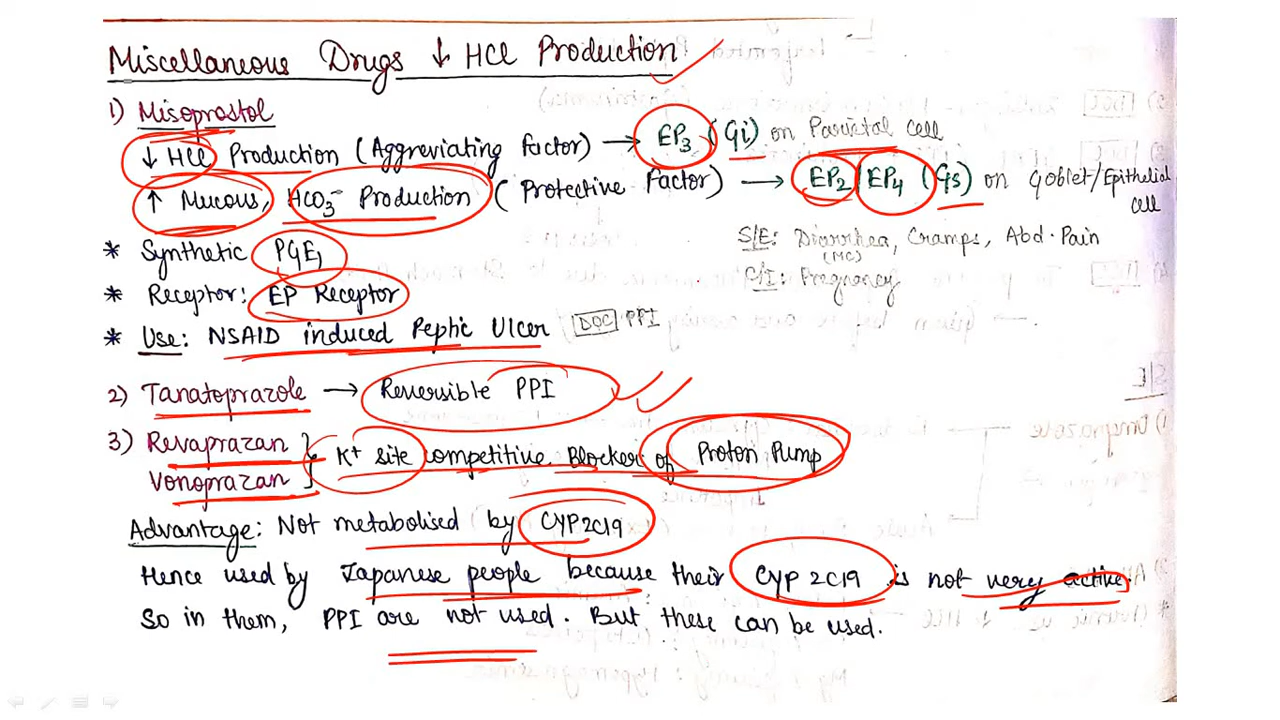 Miscellaneous Drugs ↓ HCl Production
1) Misoprostol
↓ HCl Production (Aggreviating factor) → EP3 (Gi) on Parietal cell
↑ Mucous, HCO3⁻ Production (Protective Factor) → EP2/EP4 (Gs) on Goblet/Epithelial cell
S/E: Diarrhea, Cramps, Abd. Pain
(MC)
* Synthetic PGE1
C/I: Pregnancy
* Receptor: EP Receptor
* Use: NSAID induced Peptic Ulcer DOC: PPI
2) Tanatoprazole → Reversible PPI
3) Revaprazan
Vonoprazan } K+ site competitive Blocker of Proton Pump
Advantage: Not metabolised by CYP2C19
Hence used by Japanese people because their CYP 2C19 is not very active.
So in them, PPI are not used. But these can be used.